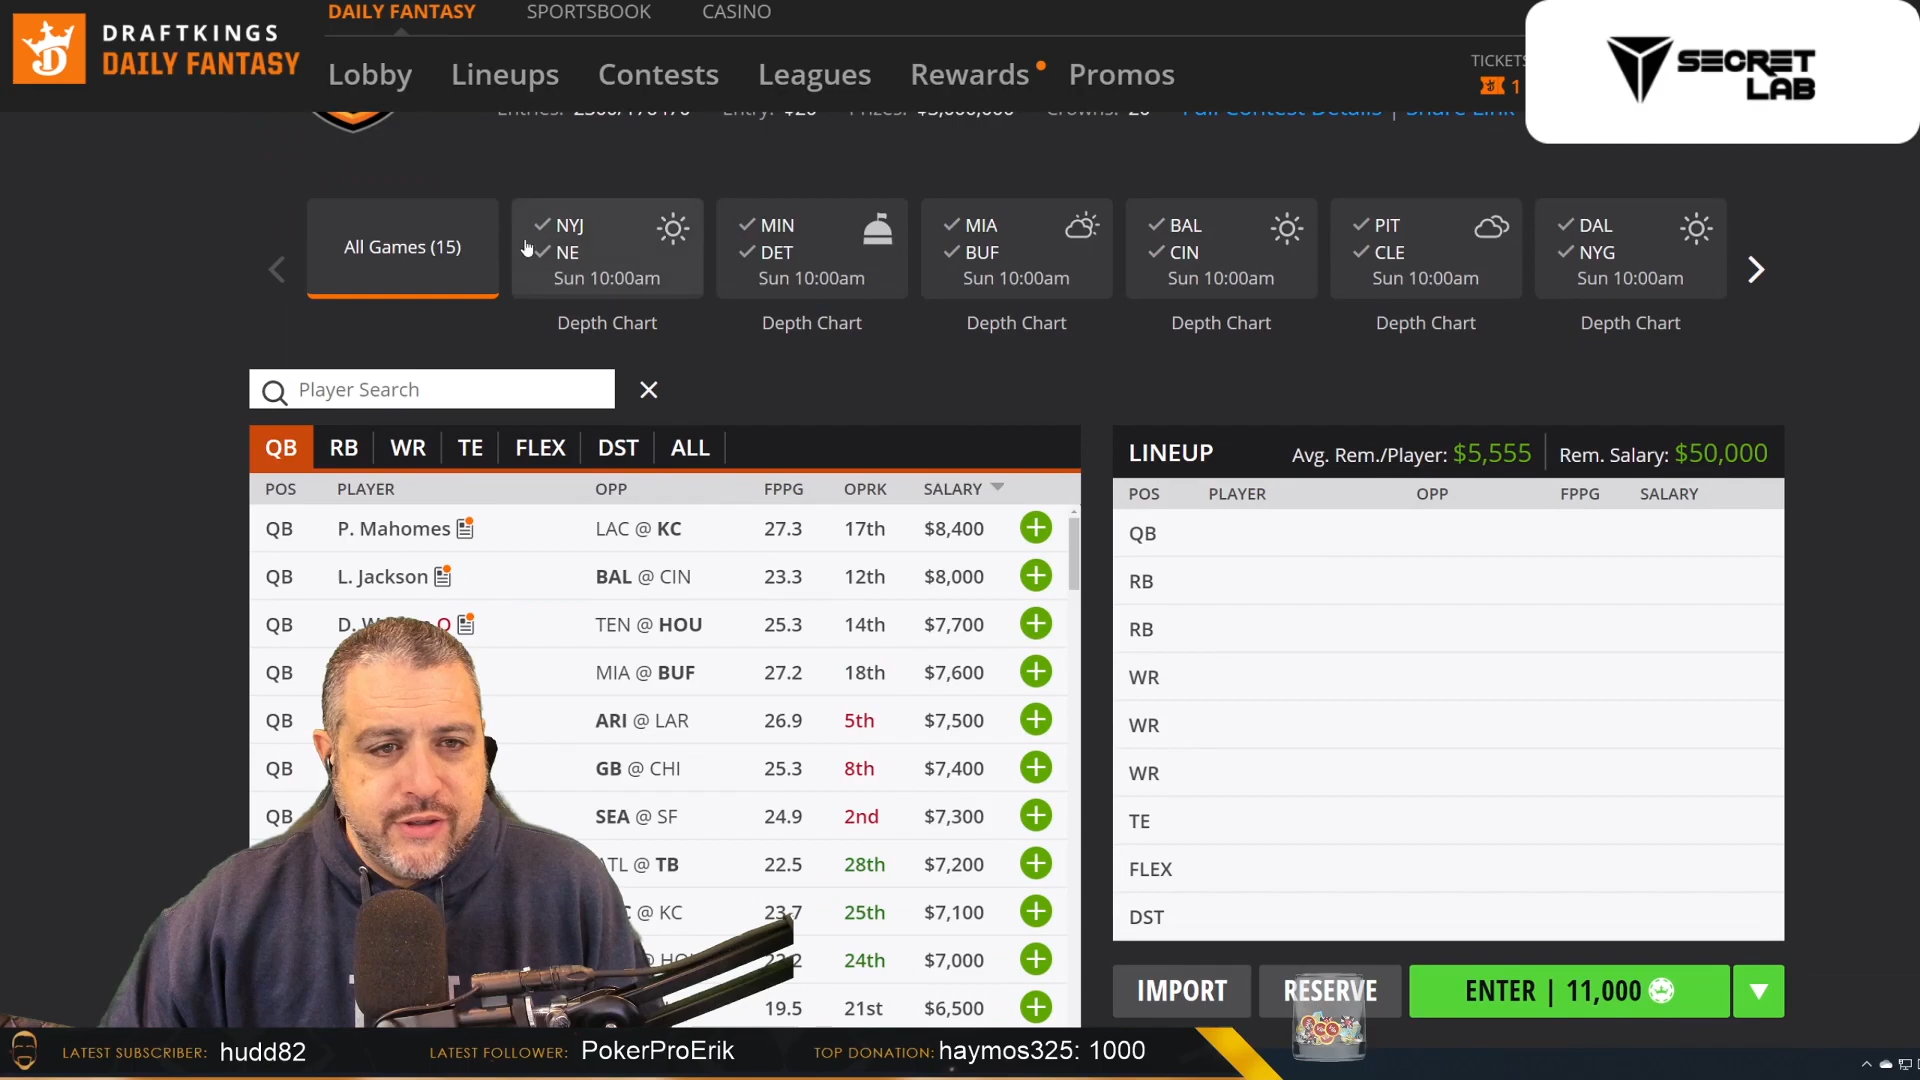 DAILY FANTASY SPORTSBOOK CASINO
DRAFTKINGS
DAILY FANTASY
Lobby Lineups Contests Leagues Rewards Promos
TICKETS
1
SECRET
LAB
All Games (15)
NYJ
NE
Sun 10:00am
MIN
DET
Sun 10:00am
MIA
BUF
Sun 10:00am
BAL
CIN
Sun 10:00am
PIT
CLE
Sun 10:00am
DAL
NYG
Sun 10:00am
Depth Chart Depth Chart Depth Chart Depth Chart Depth Chart Depth Chart
Player Search
QB RB WR TE FLEX DST ALL
POS PLAYER OPP FPPG OPRK SALARY
QB P. Mahomes LAC @ KC 27.3 17th $8,400
QB L. Jackson BAL @ CIN 23.3 12th $8,000
QB D. TEN @ HOU 25.3 14th $7,700
QB MIA @ BUF 27.2 18th $7,600
QB ARI @ LAR 26.9 5th $7,500
QB GB @ CHI 25.3 8th $7,400
QB SEA @ SF 24.9 2nd $7,300
ATL @ TB 22.5 28th $7,200
@ KC 23.7 25th $7,100
24th $7,000
19.5 21st $6,500
LINEUP Avg. Rem./Player: $5,555 Rem. Salary: $50,000
POS PLAYER OPP FPPG SALARY
QB
RB
RB
WR
WR
WR
TE
FLEX
DST
IMPORT RESERVE ENTER | 11,000
LATEST SUBSCRIBER: hudd82 LATEST FOLLOWER: PokerProErik TOP DONATION: haymos325: 1000